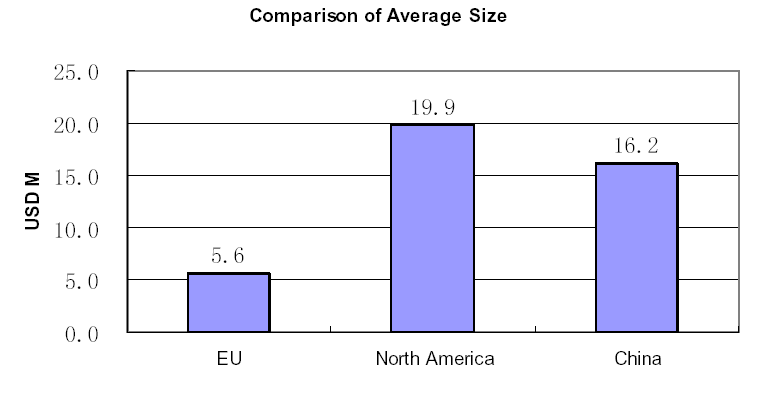 Comparison of Average Size
USD M
25.0
20.0
15.0
10.0
5.0
0.0
5.6
19.9
16.2
EU
North America
China